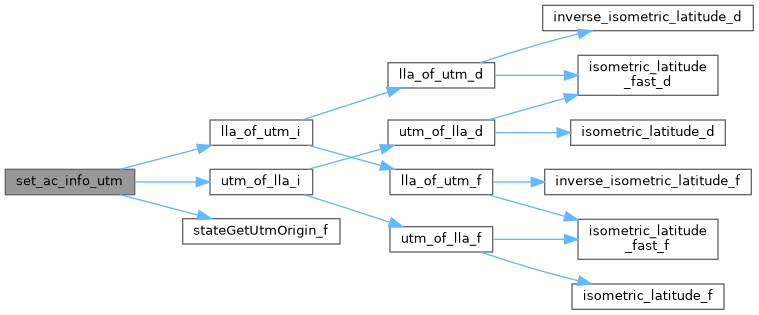 set_ac_info_utm
lla_of_utm_i
utm_of_lla_i
stateGetUtmOrigin_f
lla_of_utm_d
utm_of_lla_d
lla_of_utm_f
utm_of_lla_f
inverse_isometric_latitude_d
isometric_latitude
_fast_d
isometric_latitude_d
inverse_isometric_latitude_f
isometric_latitude
_fast_f
isometric_latitude_f